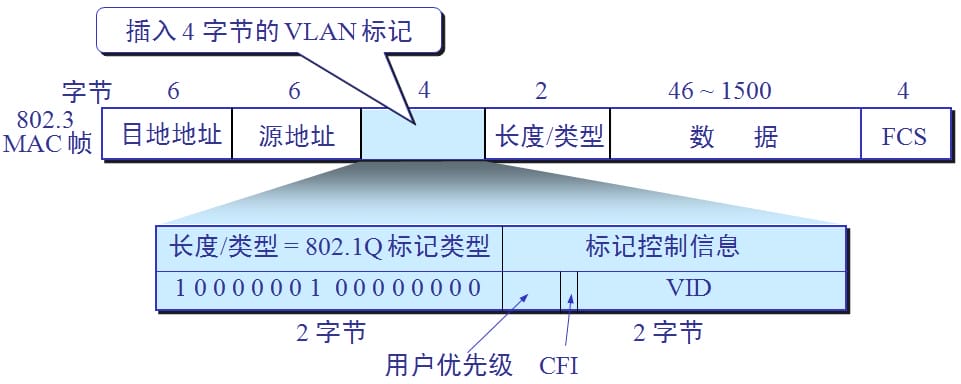 插入 4 字节的 VLAN 标记
字节 6 6 4 2 46 ~ 1500 4
802.3
MAC 帧
目地地址 源地址 长度/类型 数 据 FCS
长度/类型 = 802.1Q 标记类型 标记控制信息
1 0 0 0 0 0 0 1 0 0 0 0 0 0 0 0 VID
2 字节 2 字节
用户优先级 CFI